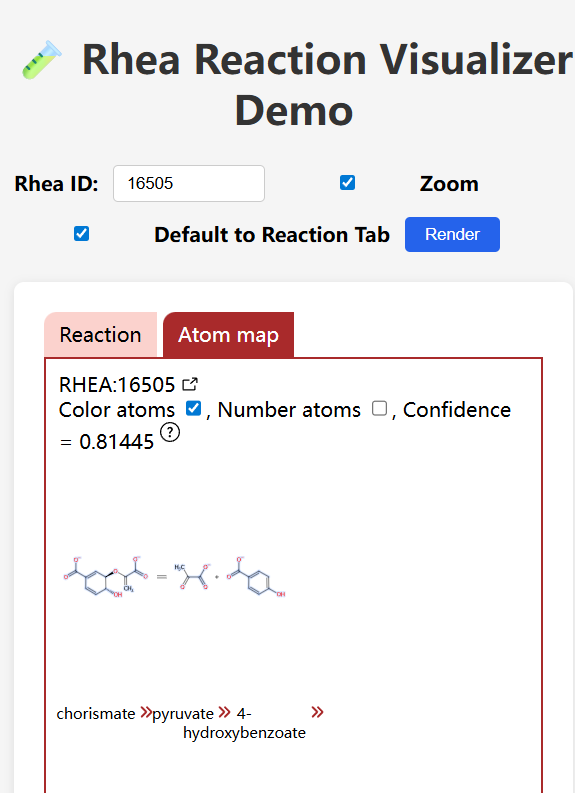 Rhea Reaction Visualizer
Demo
Rhea ID: 16505 Zoom
Default to Reaction Tab Render
Reaction Atom map
RHEA:16505
Color atoms , Number atoms , Confidence
= 0.81445 ?
chorismate » pyruvate » 4- »
hydroxybenzoate